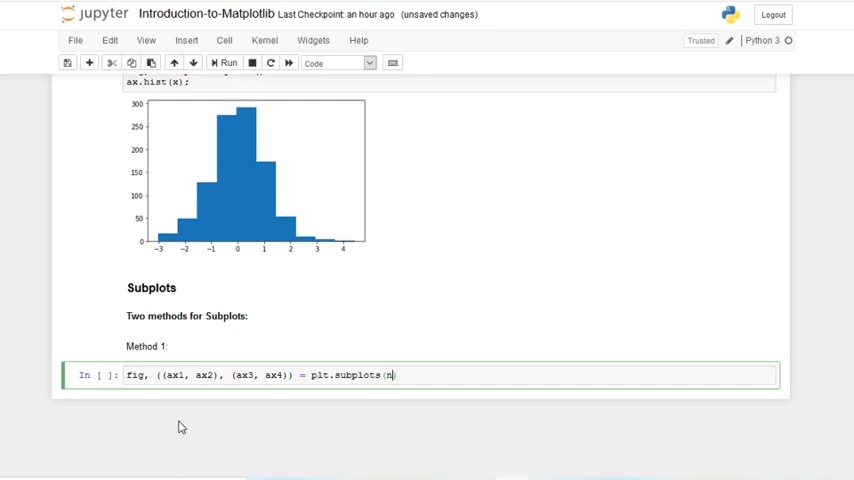 jupyter Introduction-to-Matplotlib Last Checkpoint: an hour ago (unsaved changes) Logout
File Edit View Insert Cell Kernel Widgets Help Trusted Python 3
Run Code
ax.hist(x);
300
250
200
150
100
50
0
−3 −2 −1 0 1 2 3 4
Subplots
Two methods for Subplots:
Method 1:
In [ ]: fig, ((ax1, ax2), (ax3, ax4)) = plt.subplots(n)